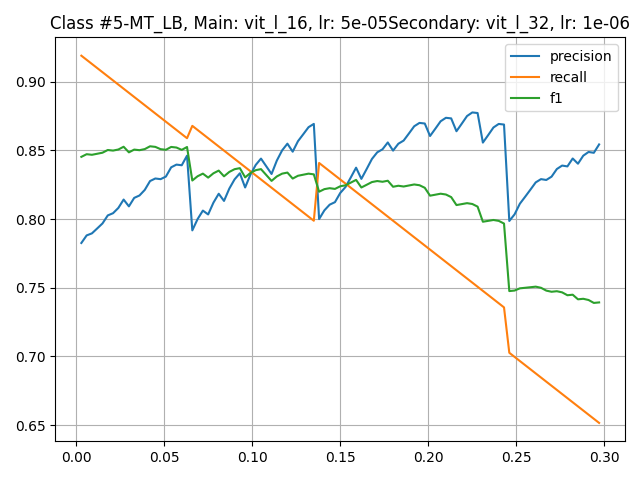 Class #5-MT_LB, Main: vit_l_16, lr: 5e-05Secondary: vit_l_32, lr: 1e-06
precision
recall
f1
0.90
0.85
0.80
0.75
0.70
0.65
0.00 0.05 0.10 0.15 0.20 0.25 0.30